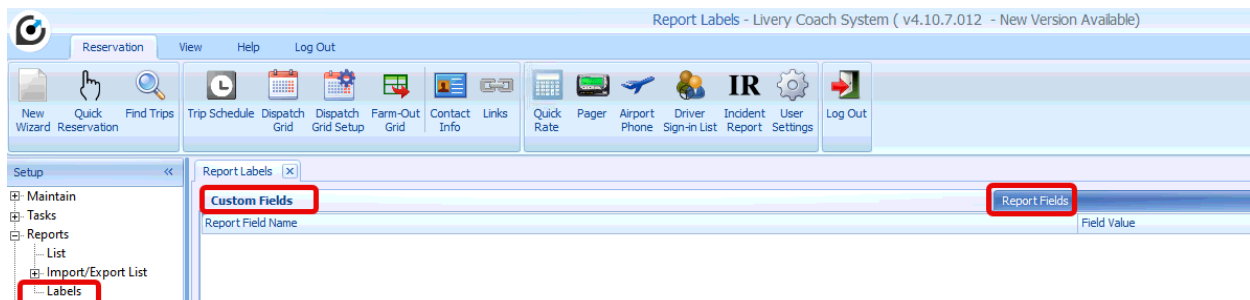 Report Labels - Livery Coach System ( v4.10.7.012 - New Version Available)
Reservation View Help Log Out
New Wizard
Quick Reservation
Find Trips
Trip Schedule
Dispatch Grid
Dispatch Grid Setup
Farm-Out Grid
Contact Info
Links
Quick Rate
Pager
Airport Phone
Driver Sign-in List
IR
Incident Report
User Settings
Log Out
Setup «
Report Labels
Custom Fields
Report Fields
Report Field Name
Field Value
Maintain
Tasks
Reports
List
Import/Export List
Labels